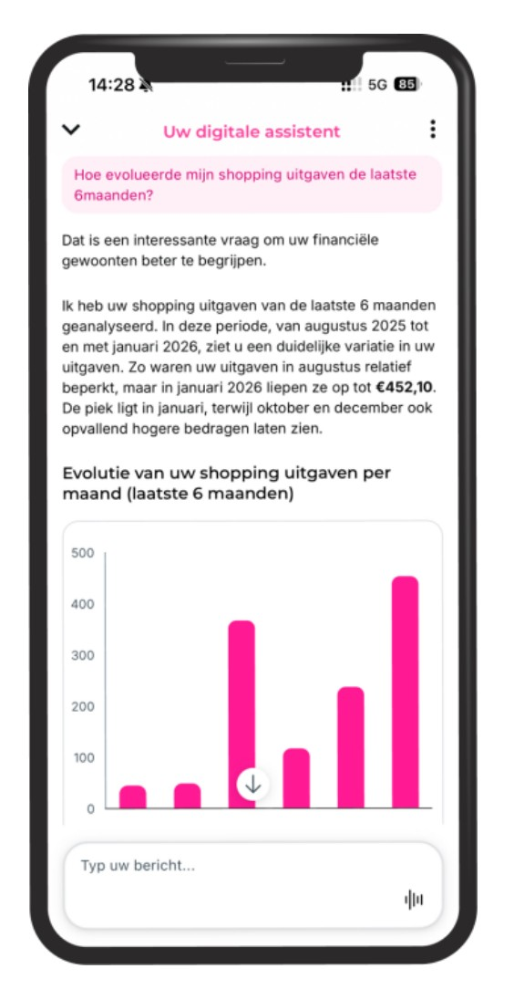 14:28
5G 85
Uw digitale assistent
Hoe evolueerde mijn shopping uitgaven de laatste
6maanden?
Dat is een interessante vraag om uw financiële
gewoonten beter te begrijpen.
Ik heb uw shopping uitgaven van de laatste 6 maanden
geanalyseerd. In deze periode, van augustus 2025 tot
en met januari 2026, ziet u een duidelijke variatie in uw
uitgaven. Zo waren uw uitgaven in augustus relatief
beperkt, maar in januari 2026 liepen ze op tot €452,10.
De piek ligt in januari, terwijl oktober en december ook
opvallend hogere bedragen laten zien.
Evolutie van uw shopping uitgaven per
maand (laatste 6 maanden)
500
400
300
200
100
0
Typ uw bericht...